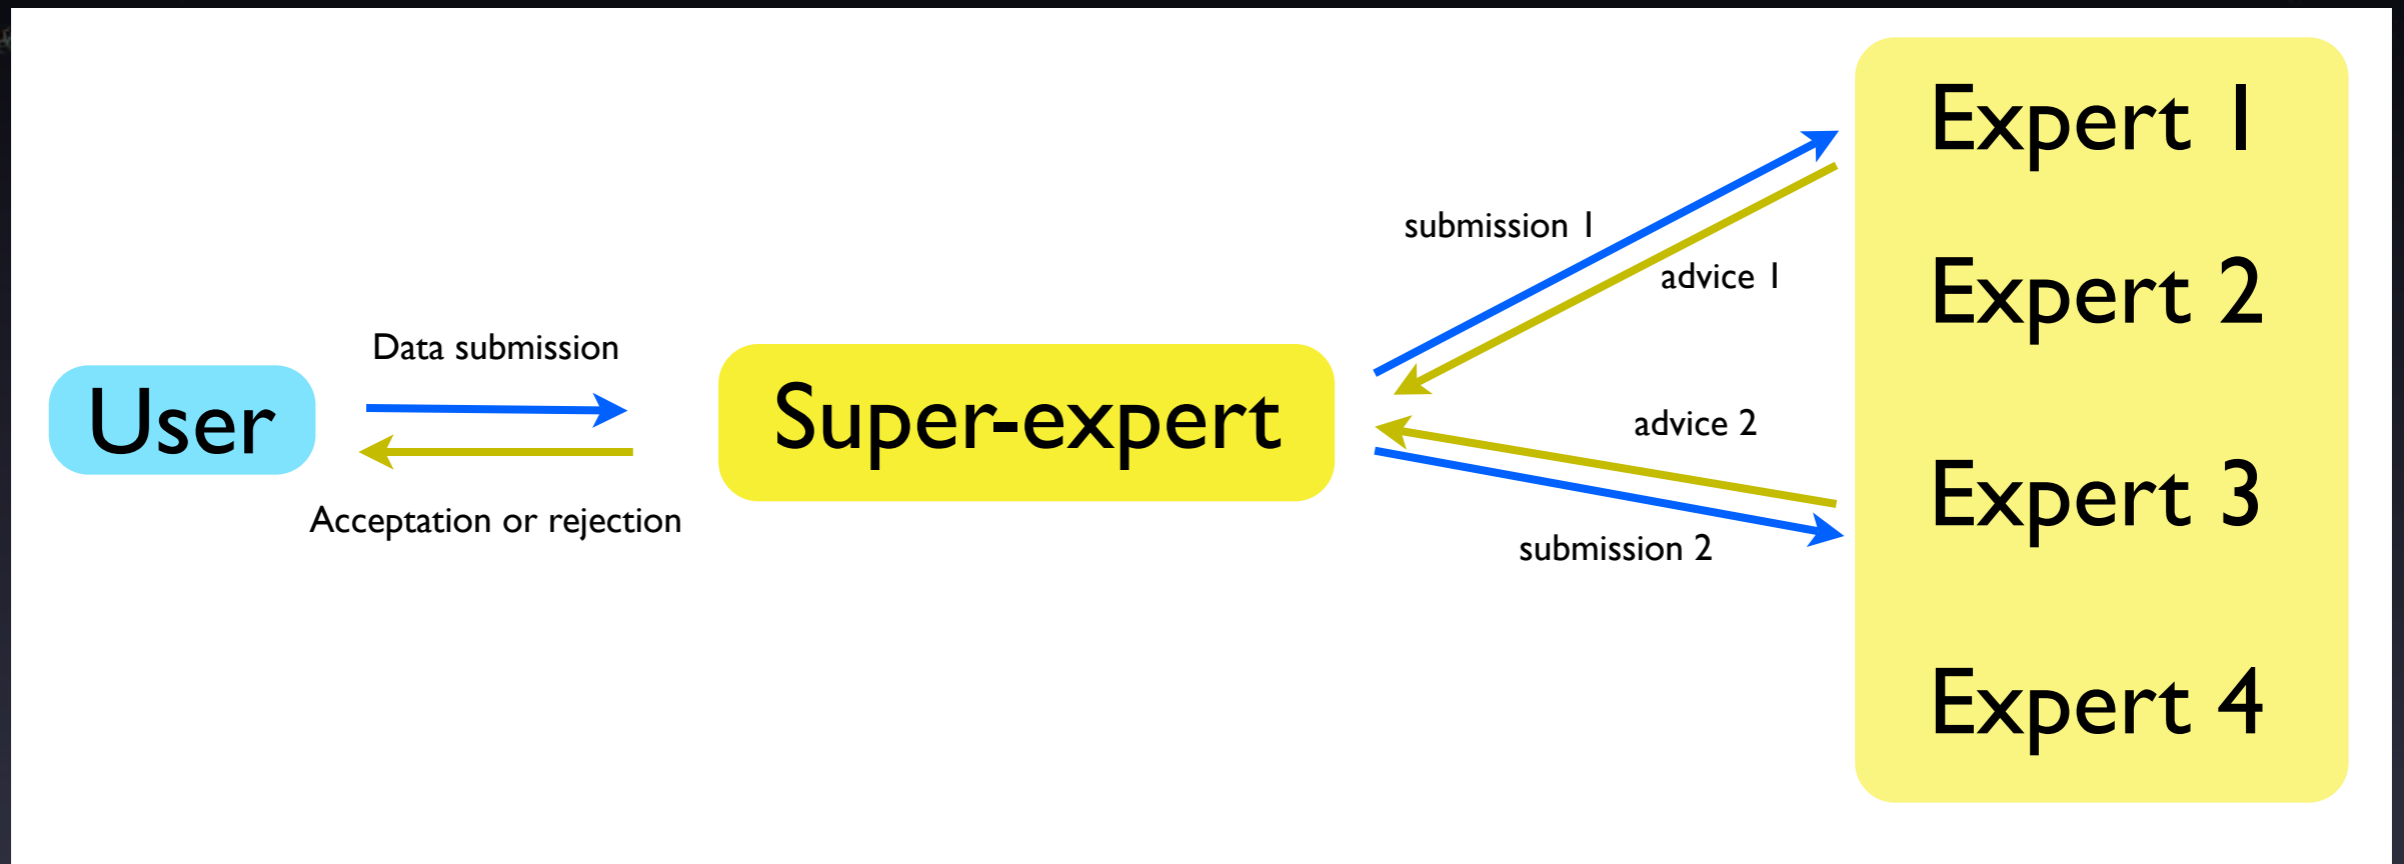 User
Data submission
Acceptation or rejection
Super-expert
submission 1
advice 1
advice 2
submission 2
Expert 1
Expert 2
Expert 3
Expert 4